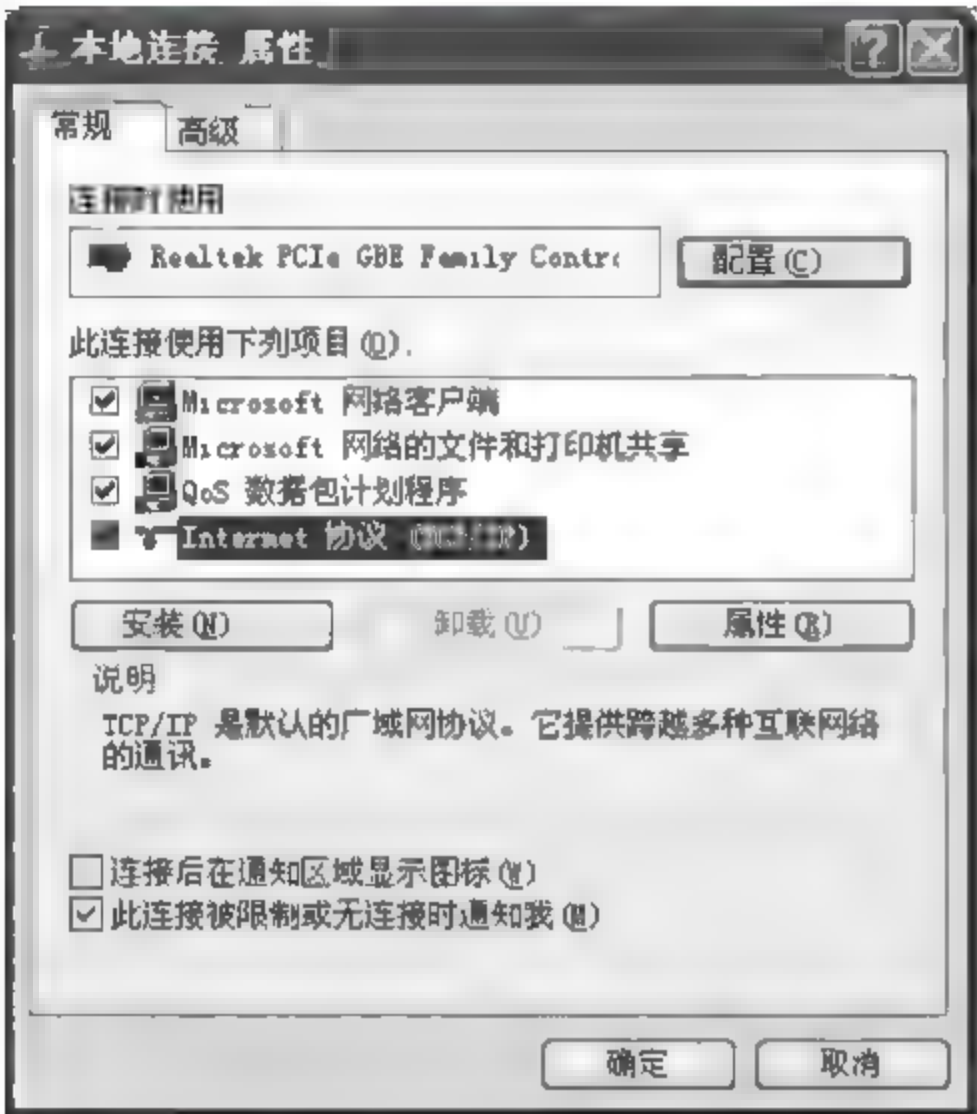 本地连接 属性
常规 高级
连接时使用
Realtek PCIe GBE Family Contro
配置(C)
此连接使用下列项目(O).
Microsoft 网络客户端
Microsoft 网络的文件和打印机共享
QoS 数据包计划程序
Internet 协议 (TCP/IP)
安装(N) 卸载(U) 属性(R)
说明
TCP/IP 是默认的广域网协议。它提供跨越多种互联网络
的通讯。
连接后在通知区域显示图标(W)
此连接被限制或无连接时通知我(M)
确定 取消